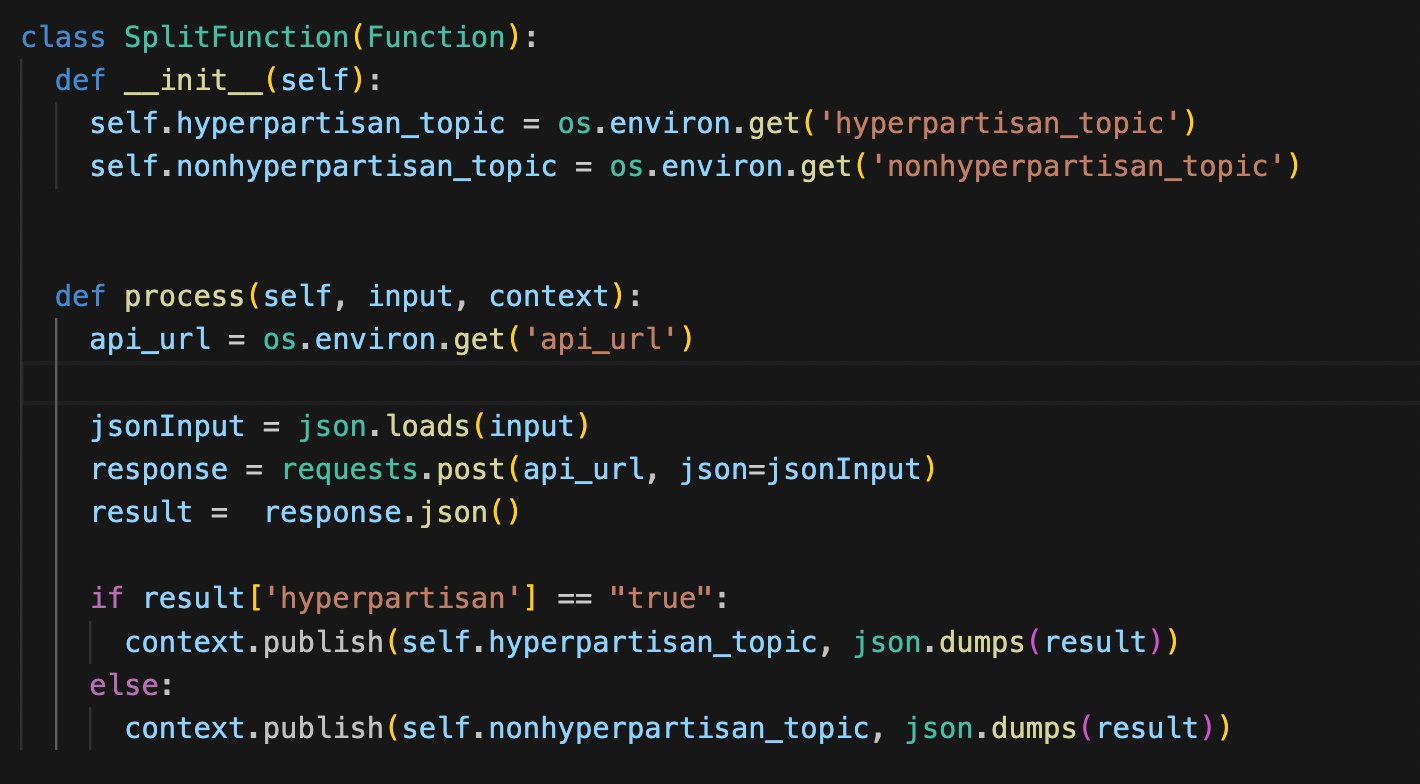 class SplitFunction(Function):
  def __init__(self):
    self.hyperpartisan_topic = os.environ.get('hyperpartisan_topic')
    self.nonhyperpartisan_topic = os.environ.get('nonhyperpartisan_topic')
  def process(self, input, context):
    api_url = os.environ.get('api_url')
    jsonInput = json.loads(input)
    response = requests.post(api_url, json=jsonInput)
    result =  response.json()
    if result['hyperpartisan'] == "true":
      context.publish(self.hyperpartisan_topic, json.dumps(result))
    else:
      context.publish(self.nonhyperpartisan_topic, json.dumps(result))